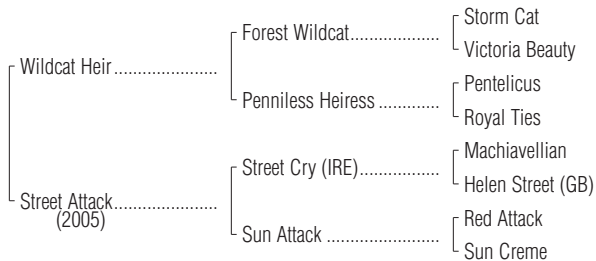 Storm Cat
Forest Wildcat..................
Victoria Beauty
Wildcat Heir.....................
Pentelicus
Penniless Heiress ............
Royal Ties
Machiavellian
Street Cry (IRE)................
Helen Street (GB)
Street Attack.....................
(2005)
Red Attack
Sun Attack ......................
Sun Creme